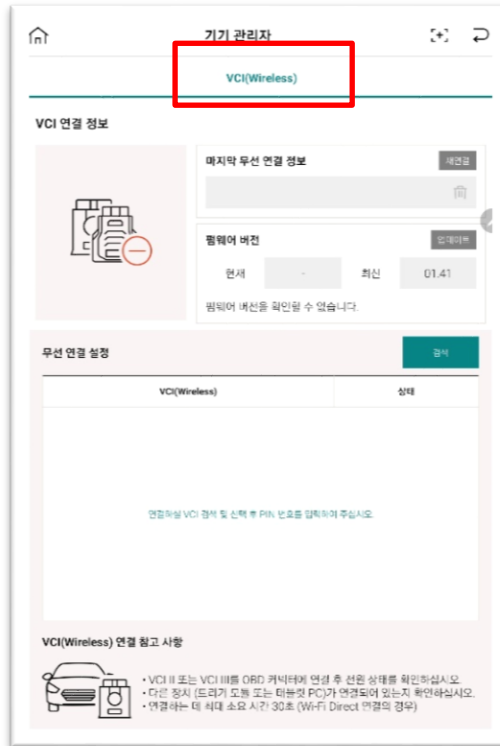 기기 관리자
VCI(Wireless)
VCI 연결 정보
마지막 무선 연결 정보
재연결
펌웨어 버전
업데이트
현재 - 최신 01.41
펌웨어 버전을 확인할 수 없습니다.
무선 연결 설정
검색
VCI(Wireless) 상태
연결하실 VCI 검색 및 선택 후 PIN 번호를 입력하여 주십시오.
VCI(Wireless) 연결 참고 사항
• VCI II 또는 VCI III를 OBD 커넥터에 연결 후 전원 상태를 확인하십시오.
• 다른 장치 (트리거 모듈 또는 태블릿 PC)가 연결되어 있는지 확인하십시오.
• 연결하는 데 최대 소요 시간 30초 (Wi-Fi Direct 연결의 경우)